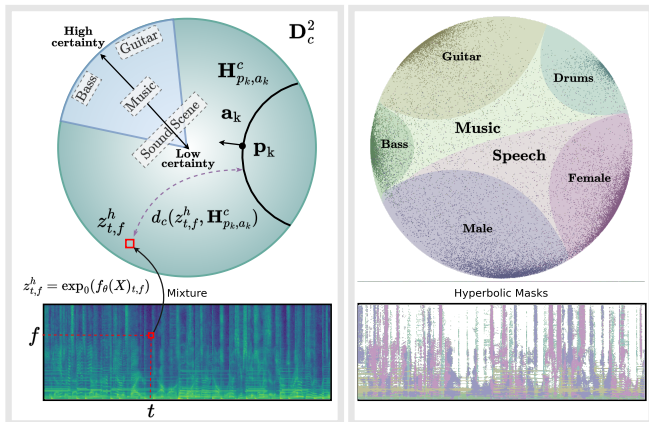 High
certainty
Guitar
Bass
Music
Sound Scene
Low
certainty
D_c^2
H^c_{p_k,a_k}
a_k
p_k
z^h_{t,f}
d_c(z^h_{t,f}, H^c_{p_k,a_k})
z^h_{t,f} = exp_0(f_θ(X)_{t,f})
Mixture
f
t
Guitar
Drums
Music
Bass
Speech
Female
Male
Hyperbolic Masks